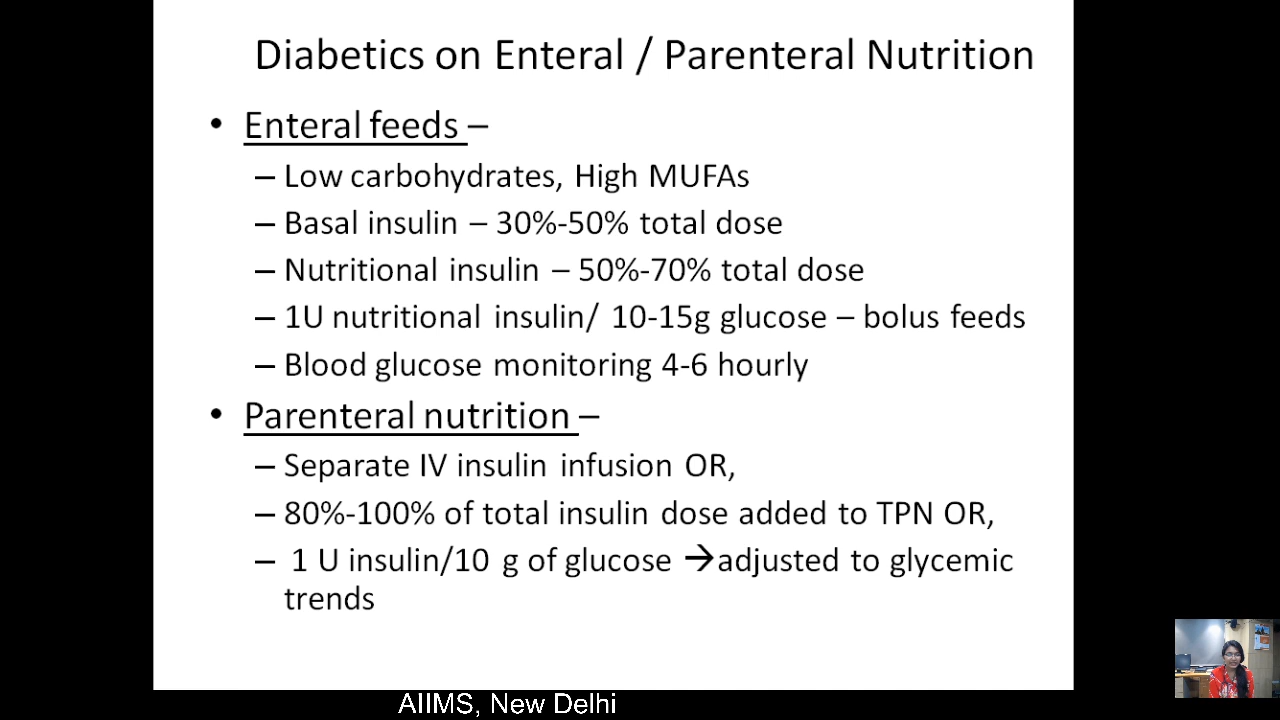 Diabetics on Enteral / Parenteral Nutrition
• Enteral feeds –
– Low carbohydrates, High MUFAs
– Basal insulin – 30%-50% total dose
– Nutritional insulin – 50%-70% total dose
– 1U nutritional insulin/ 10-15g glucose – bolus feeds
– Blood glucose monitoring 4-6 hourly
• Parenteral nutrition –
– Separate IV insulin infusion OR,
– 80%-100% of total insulin dose added to TPN OR,
– 1 U insulin/10 g of glucose →adjusted to glycemic
trends
AIIMS, New Delhi